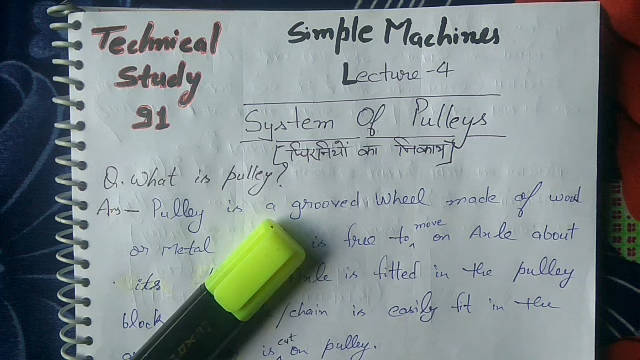 Technical
Study
91
Simple Machines
Lecture-4
System Of Pulleys
[घिरनियों का निकाय]
Q. What is pulley?
Ans- Pulley is a grooved wheel made of wood
or Metal is free to move on Axle about
its is fitted in the pulley
block /chain is easily fit in the
is cut on pulley.